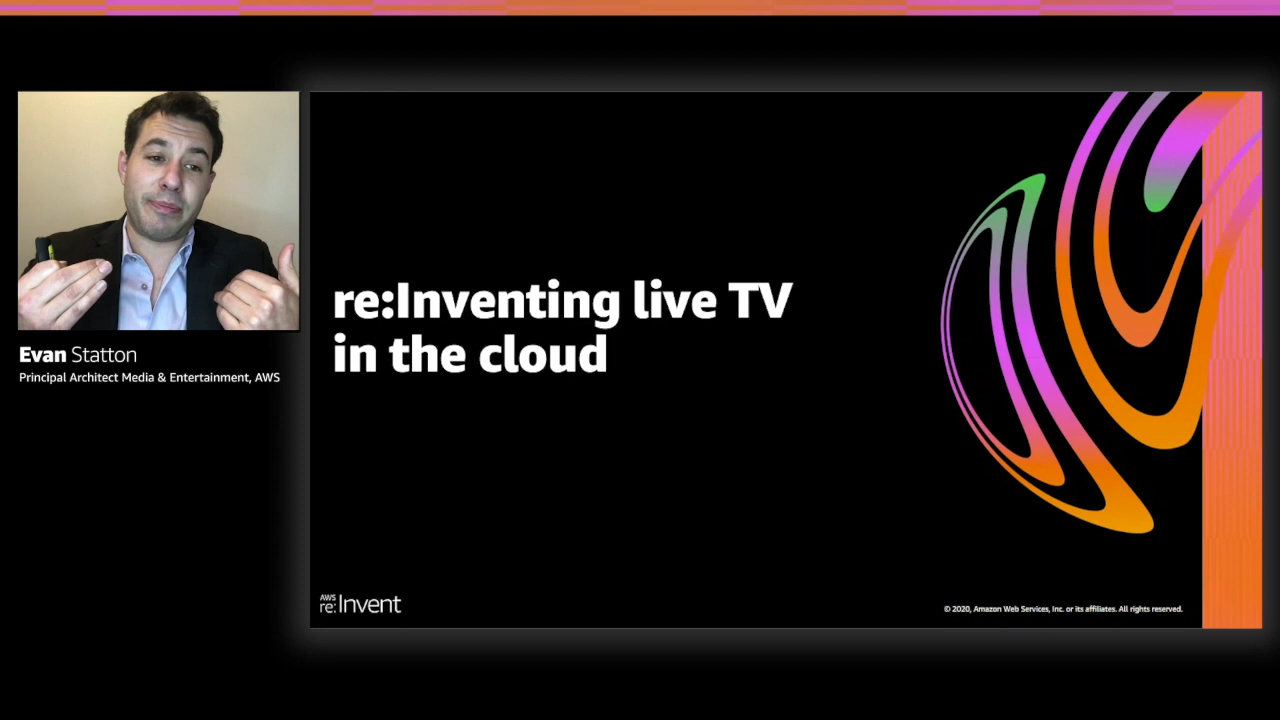 Evan Statton
Principal Architect Media & Entertainment, AWS
re:Inventing live TV
in the cloud
AWS
re:Invent
© 2020, Amazon Web Services, Inc. or its affiliates. All rights reserved.